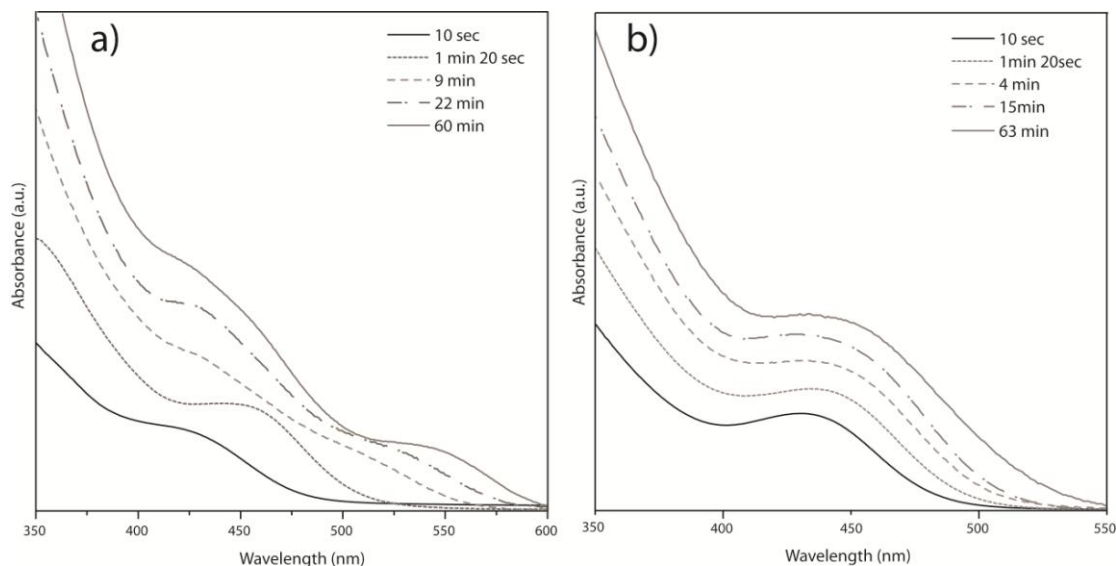 a)
10 sec
1 min 20 sec
9 min
22 min
60 min
Absorbance (a.u.)
350 400 450 500 550 600
Wavelength (nm)
b)
10 sec
1min 20sec
4 min
15min
63 min
Absorbance (a.u.)
350 400 450 500 550
Wavelength (nm)